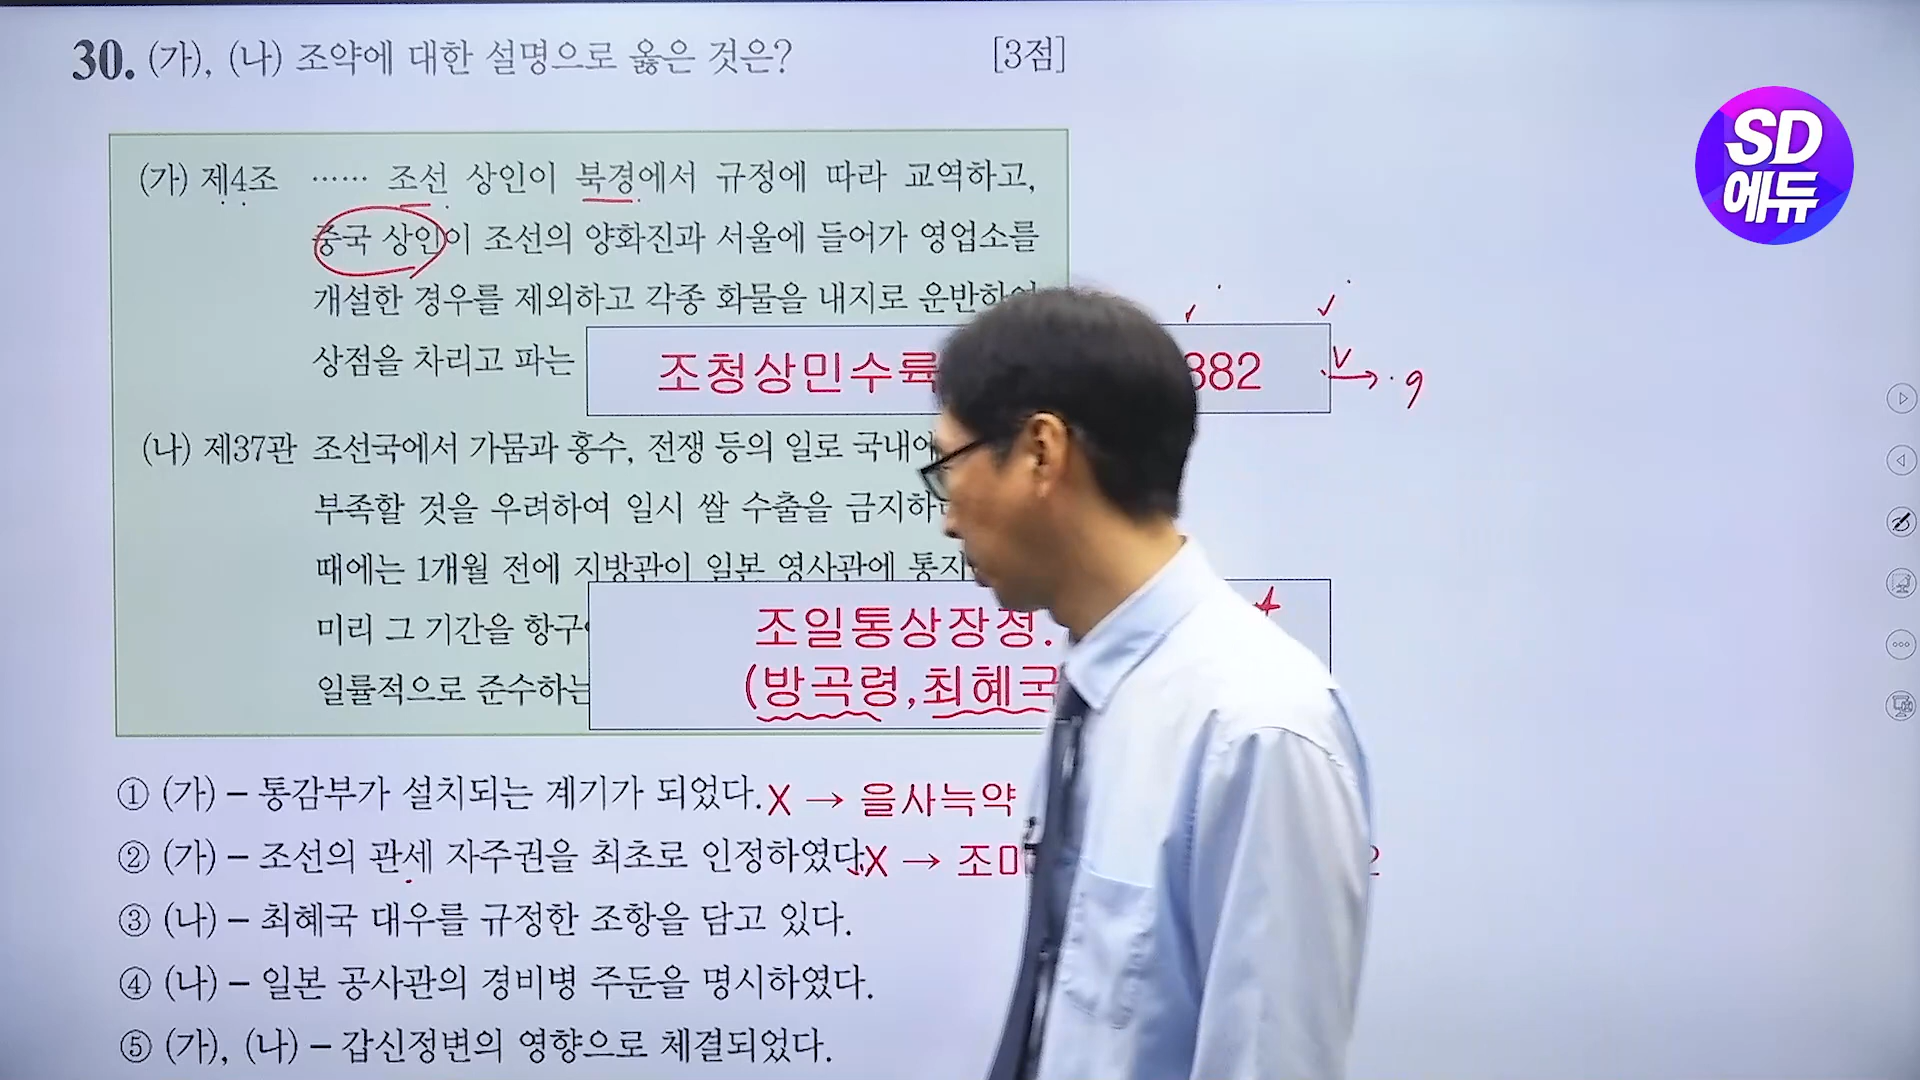 30. (가), (나) 조약에 대한 설명으로 옳은 것은? [3점]
SD
에듀
(가) 제4조 …… 조선 상인이 북경에서 규정에 따라 교역하고,
중국 상인이 조선의 양화진과 서울에 들어가 영업소를
개설한 경우를 제외하고 각종 화물을 내지로 운반하여
상점을 차리고 파는
조청상민수륙 882
(나) 제37관 조선국에서 가뭄과 홍수, 전쟁 등의 일로 국내에
부족할 것을 우려하여 일시 쌀 수출을 금지하
때에는 1개월 전에 지방관이 일본 영사관에 통지
미리 그 기간을 항구
일률적으로 준수하는
조일통상장정.
(방곡령,최혜국
① (가) – 통감부가 설치되는 계기가 되었다. X → 을사늑약
② (가) – 조선의 관세 자주권을 최초로 인정하였다. X → 조미 2
③ (나) – 최혜국 대우를 규정한 조항을 담고 있다.
④ (나) – 일본 공사관의 경비병 주둔을 명시하였다.
⑤ (가), (나) – 갑신정변의 영향으로 체결되었다.